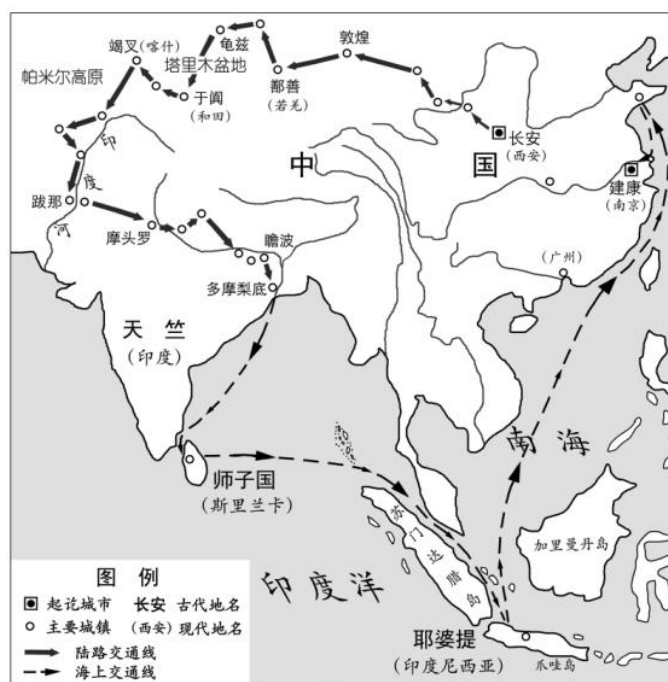 竭叉(喀什)
龟兹
敦煌
塔里木盆地
帕米尔高原
于阗
(和田)
鄯善
(若羌)
长安
(西安)
印
度
河
中 国
建康
(南京)
跋那
摩头罗
瞻波
多摩梨底
(广州)
天 竺
(印度)
南 海
师子国
(斯里兰卡)
苏
门
达
腊
岛
加里曼丹岛
印 度 洋
耶婆提
(印度尼西亚)
爪哇岛
图 例
起讫城市 长安 古代地名
主要城镇 (西安) 现代地名
陆路交通线
海上交通线